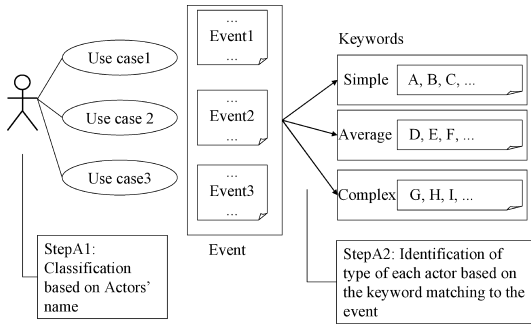 Use case1
Use case 2
Use case3
...
Event1
...
...
Event2
...
...
Event3
...
Event
Keywords
Simple A, B, C, ...
Average D, E, F, ...
Complex G, H, I, ...
StepA1:
Classification
based on Actors'
name
StepA2: Identification of
type of each actor based on
the keyword matching to the
event